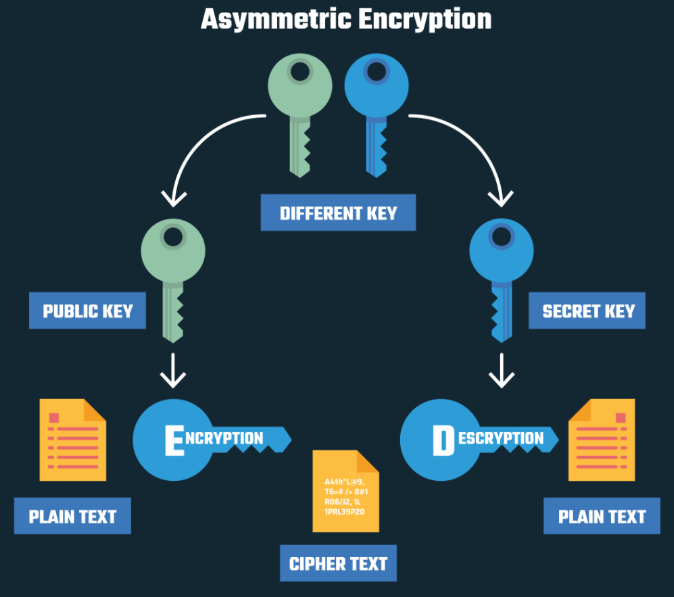 Asymmetric Encryption
DIFFERENT KEY
PUBLIC KEY
SECRET KEY
ENCRYPTION
DESCRYPTION
A4$h*L@9,
T6=# /> B#1
R06/J2, 1L
1PRL39P20
PLAIN TEXT
PLAIN TEXT
CIPHER TEXT